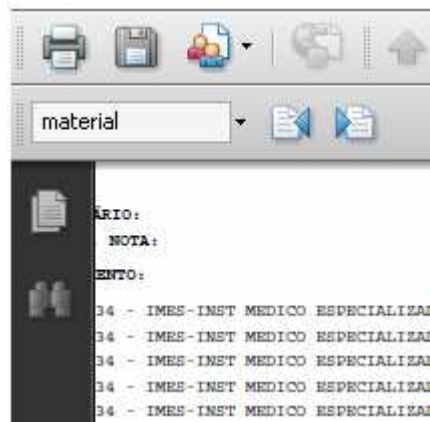 material
ÁRIO:
NOTA:
ENTO:
34 - IMES-INST MEDICO ESPECIALIZA
34 - IMES-INST MEDICO ESPECIALIZA
34 - IMES-INST MEDICO ESPECIALIZA
34 - IMES-INST MEDICO ESPECIALIZA
34 - IMES-INST MEDICO ESPECIALIZA